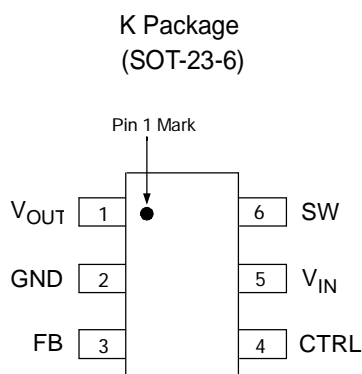 K Package
(SOT-23-6)
Pin 1 Mark
VOUT 1 6 SW
GND 2 5 VIN
FB 3 4 CTRL